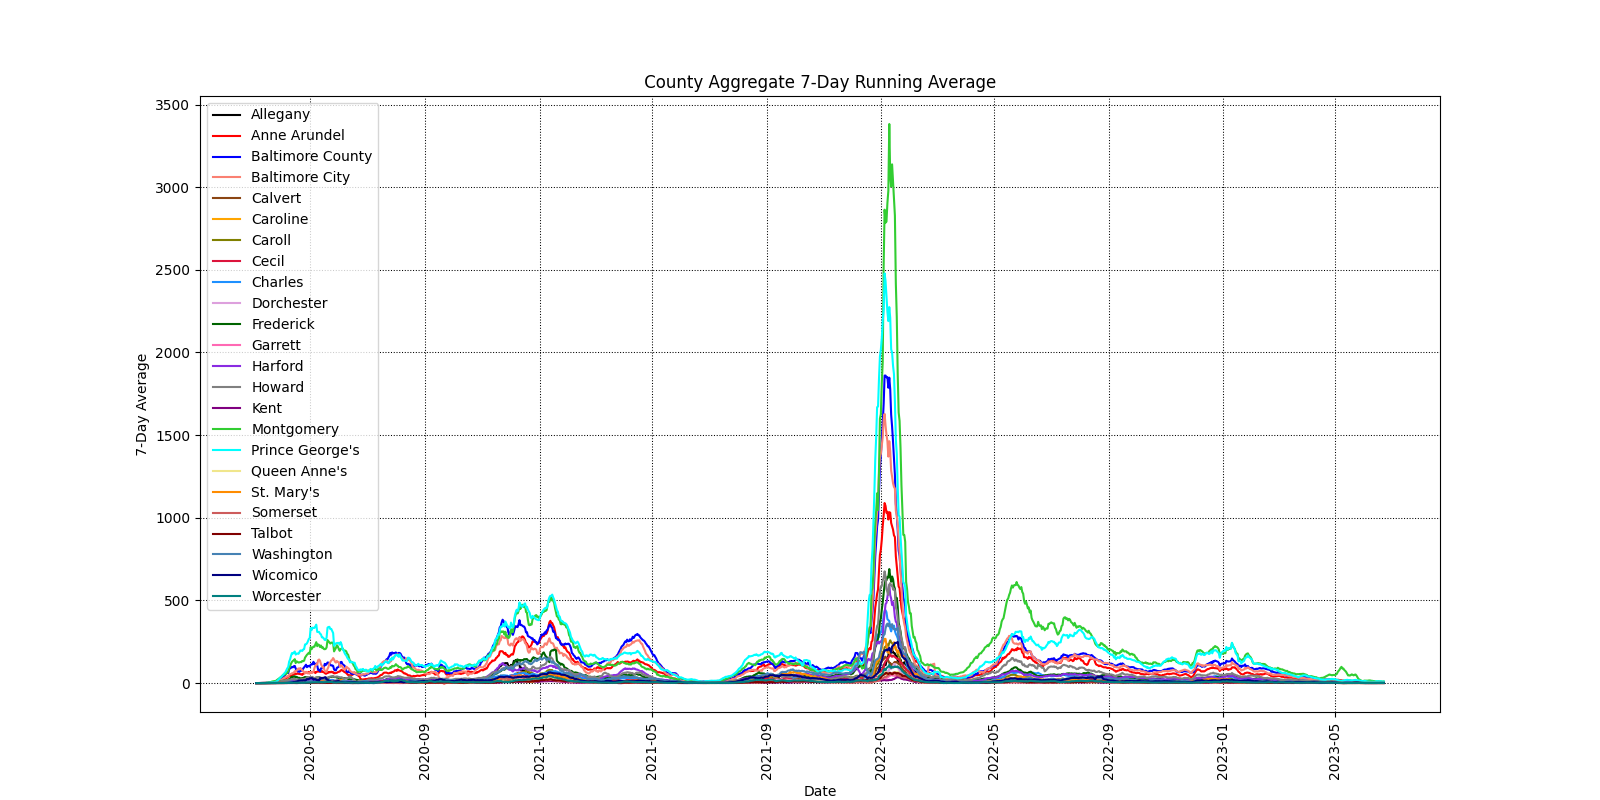 County Aggregate 7-Day Running Average
3500
3000
2500
2000
1500
1000
500
0
7-Day Average
Allegany
Anne Arundel
Baltimore County
Baltimore City
Calvert
Caroline
Caroll
Cecil
Charles
Dorchester
Frederick
Garrett
Harford
Howard
Kent
Montgomery
Prince George's
Queen Anne's
St. Mary's
Somerset
Talbot
Washington
Wicomico
Worcester
2020-05
2020-09
2021-01
2021-05
2021-09
2022-01
2022-05
2022-09
2023-01
2023-05
Date